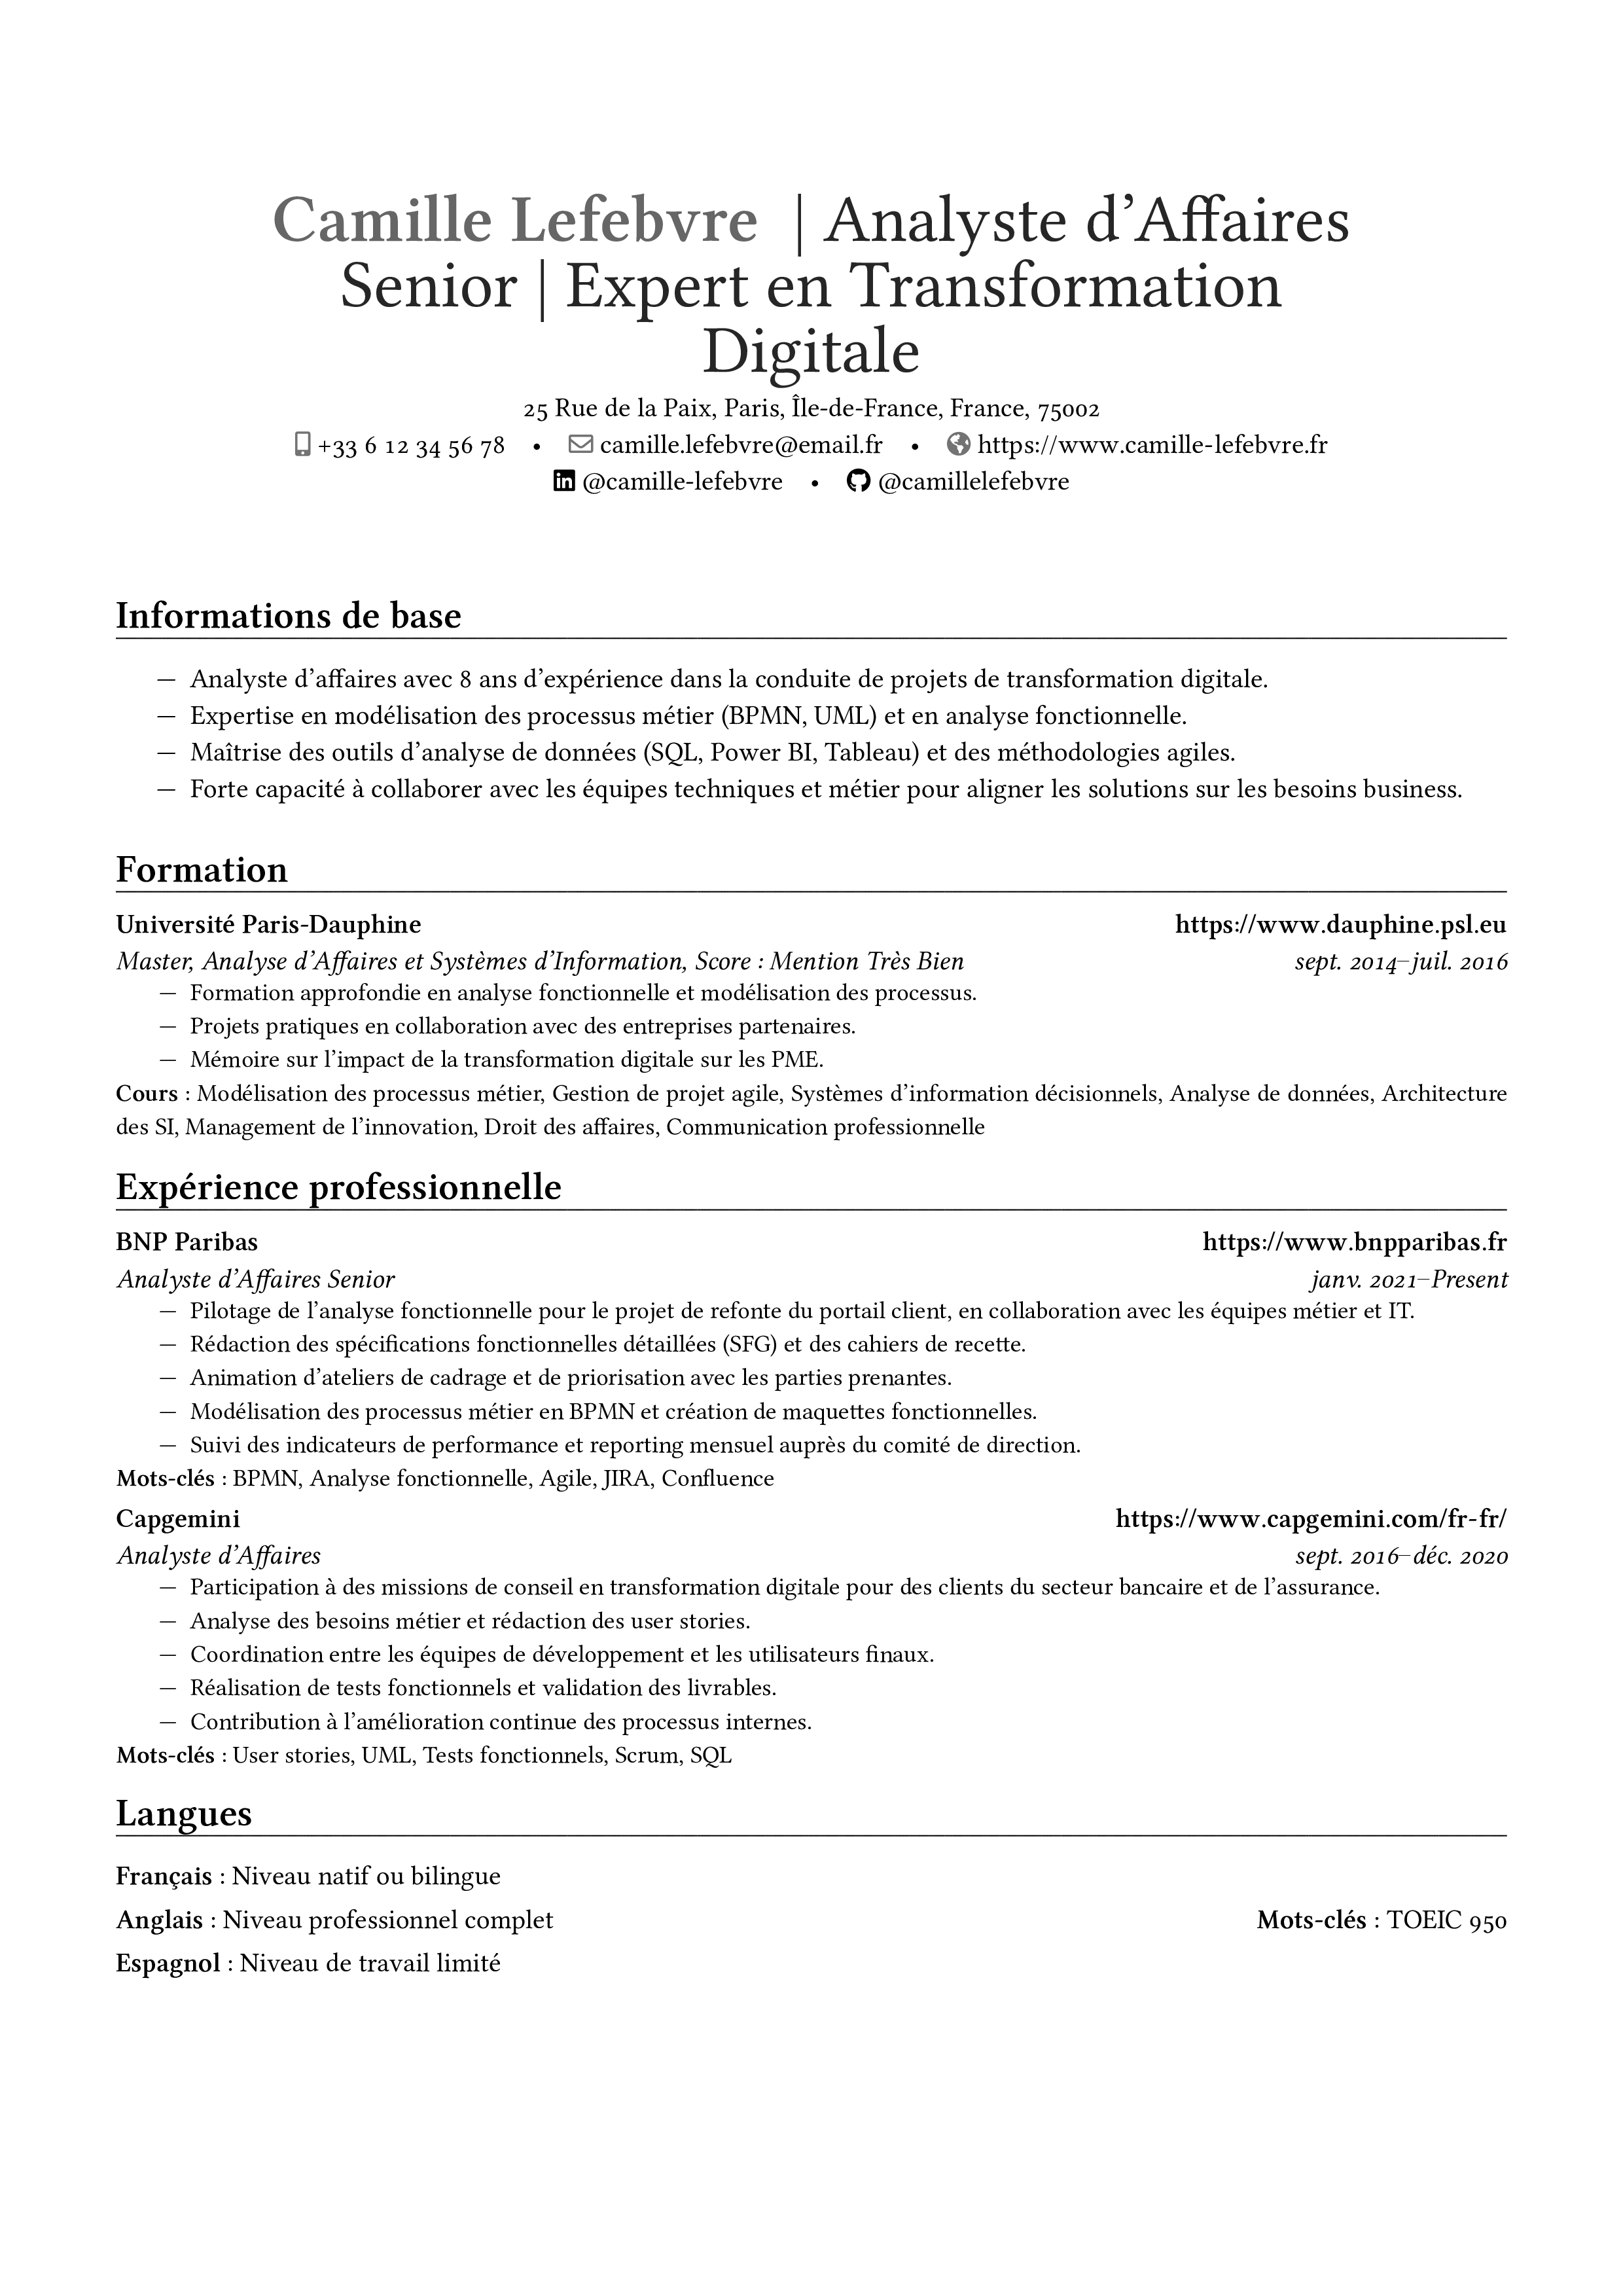 Camille Lefebvre | Analyste d’Affaires
Senior | Expert en Transformation
Digitale
25 Rue de la Paix, Paris, Île-de-France, France, 75002
+33 6 12 34 56 78 • camille.lefebvre@email.fr • https://www.camille-lefebvre.fr
@camille-lefebvre • @camillelefebvre
Informations de base
— Analyste d’affaires avec 8 ans d’expérience dans la conduite de projets de transformation digitale.
— Expertise en modélisation des processus métier (BPMN, UML) et en analyse fonctionnelle.
— Maîtrise des outils d’analyse de données (SQL, Power BI, Tableau) et des méthodologies agiles.
— Forte capacité à collaborer avec les équipes techniques et métier pour aligner les solutions sur les besoins business.
Formation
Université Paris-Dauphine https://www.dauphine.psl.eu
Master, Analyse d’Affaires et Systèmes d’Information, Score : Mention Très Bien sept. 2014–juil. 2016
— Formation approfondie en analyse fonctionnelle et modélisation des processus.
— Projets pratiques en collaboration avec des entreprises partenaires.
— Mémoire sur l’impact de la transformation digitale sur les PME.
Cours : Modélisation des processus métier, Gestion de projet agile, Systèmes d’information décisionnels, Analyse de données, Architecture
des SI, Management de l’innovation, Droit des affaires, Communication professionnelle
Expérience professionnelle
BNP Paribas https://www.bnpparibas.fr
Analyste d’Affaires Senior janv. 2021–Present
— Pilotage de l’analyse fonctionnelle pour le projet de refonte du portail client, en collaboration avec les équipes métier et IT.
— Rédaction des spécifications fonctionnelles détaillées (SFG) et des cahiers de recette.
— Animation d’ateliers de cadrage et de priorisation avec les parties prenantes.
— Modélisation des processus métier en BPMN et création de maquettes fonctionnelles.
— Suivi des indicateurs de performance et reporting mensuel auprès du comité de direction.
Mots-clés : BPMN, Analyse fonctionnelle, Agile, JIRA, Confluence
Capgemini https://www.capgemini.com/fr-fr/
Analyste d’Affaires sept. 2016–déc. 2020
— Participation à des missions de conseil en transformation digitale pour des clients du secteur bancaire et de l’assurance.
— Analyse des besoins métier et rédaction des user stories.
— Coordination entre les équipes de développement et les utilisateurs finaux.
— Réalisation de tests fonctionnels et validation des livrables.
— Contribution à l’amélioration continue des processus internes.
Mots-clés : User stories, UML, Tests fonctionnels, Scrum, SQL
Langues
Français : Niveau natif ou bilingue
Anglais : Niveau professionnel complet Mots-clés : TOEIC 950
Espagnol : Niveau de travail limité